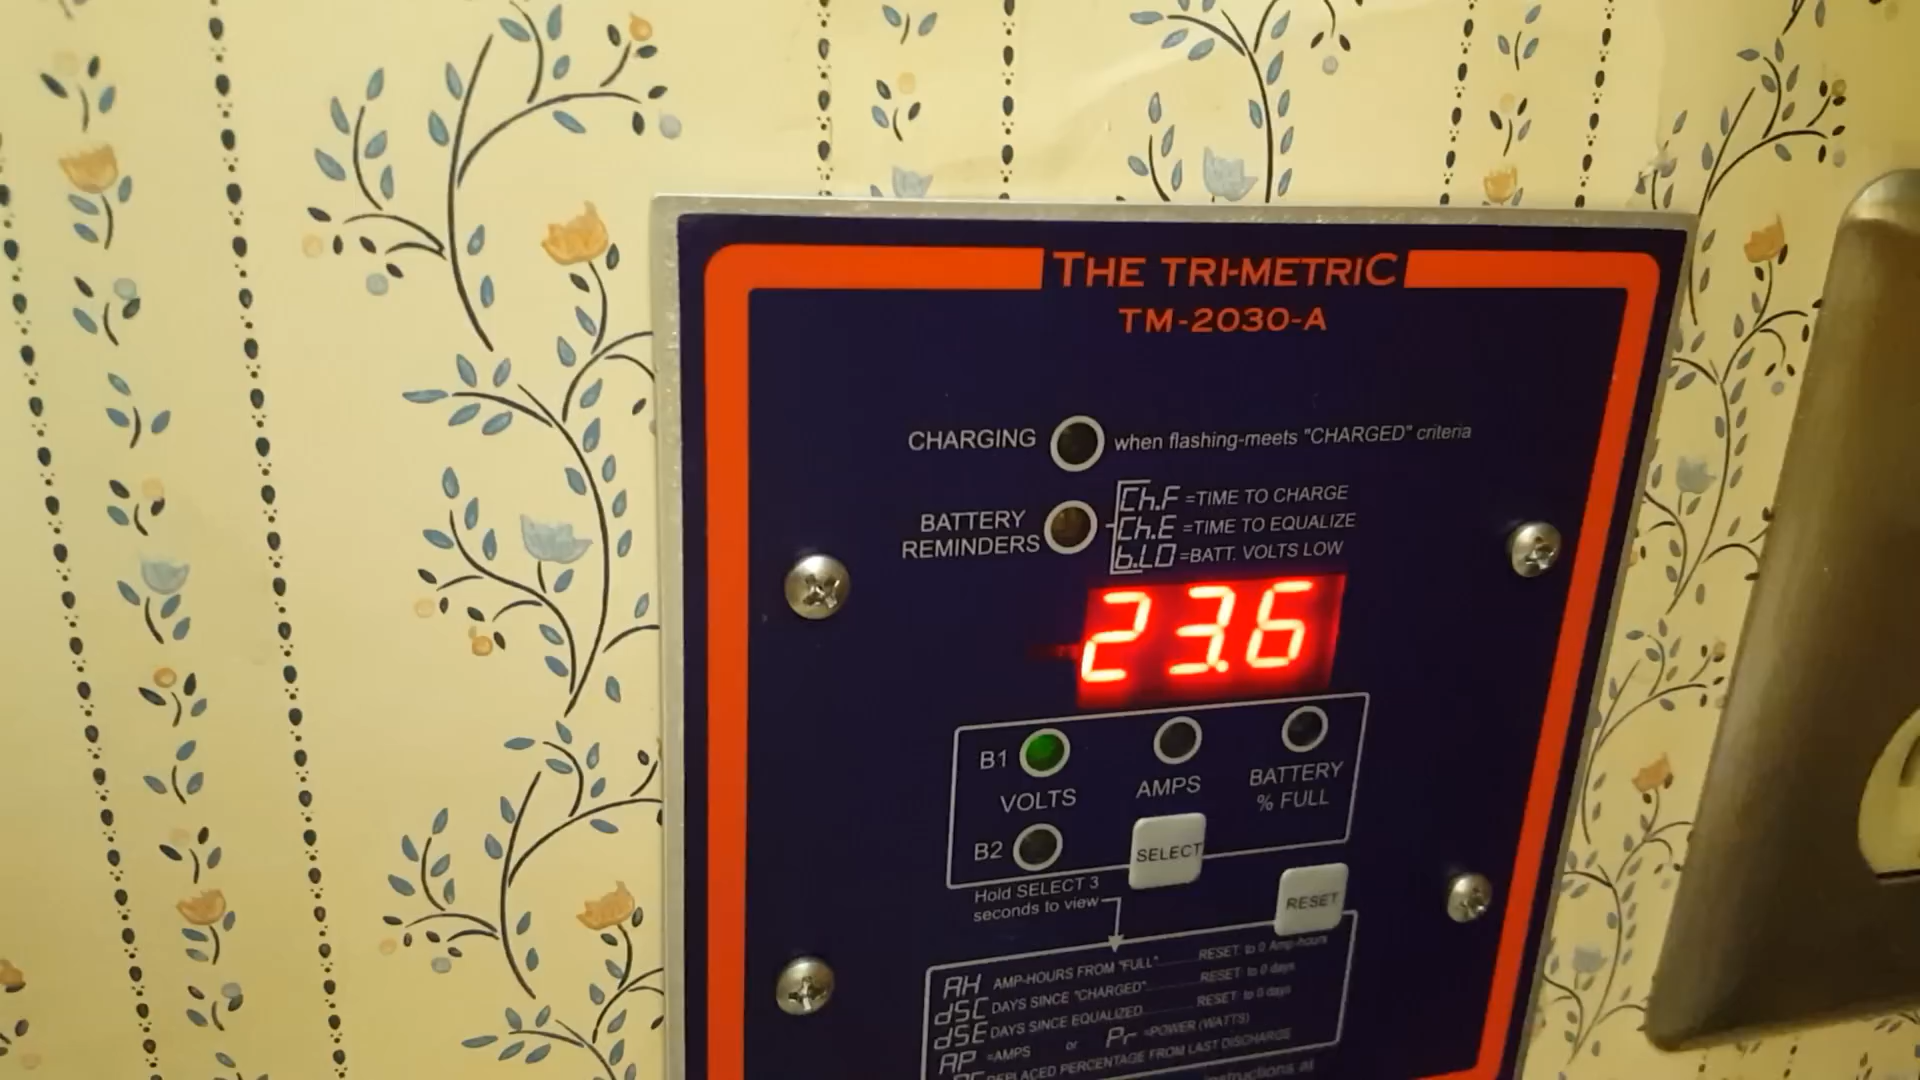 THE TRI-METRIC
TM-2030-A
CHARGING when flashing-meets "CHARGED" criteria
BATTERY REMINDERS
Ch.F =TIME TO CHARGE
Ch.E =TIME TO EQUALIZE
b.LO =BATT. VOLTS LOW
23.6
B1
VOLTS
AMPS
BATTERY
% FULL
B2
SELECT
Hold SELECT 3
seconds to view
RESET
AH AMP-HOURS FROM "FULL"........RESET to 0 Amp-hours
dSC DAYS SINCE "CHARGED"........RESET to 0 days
dSE DAYS SINCE EQUALIZED........RESET to 0 days
AP =AMPS or Pr =POWER (WATTS)
REPLACED PERCENTAGE FROM LAST DISCHARGE
instructions at